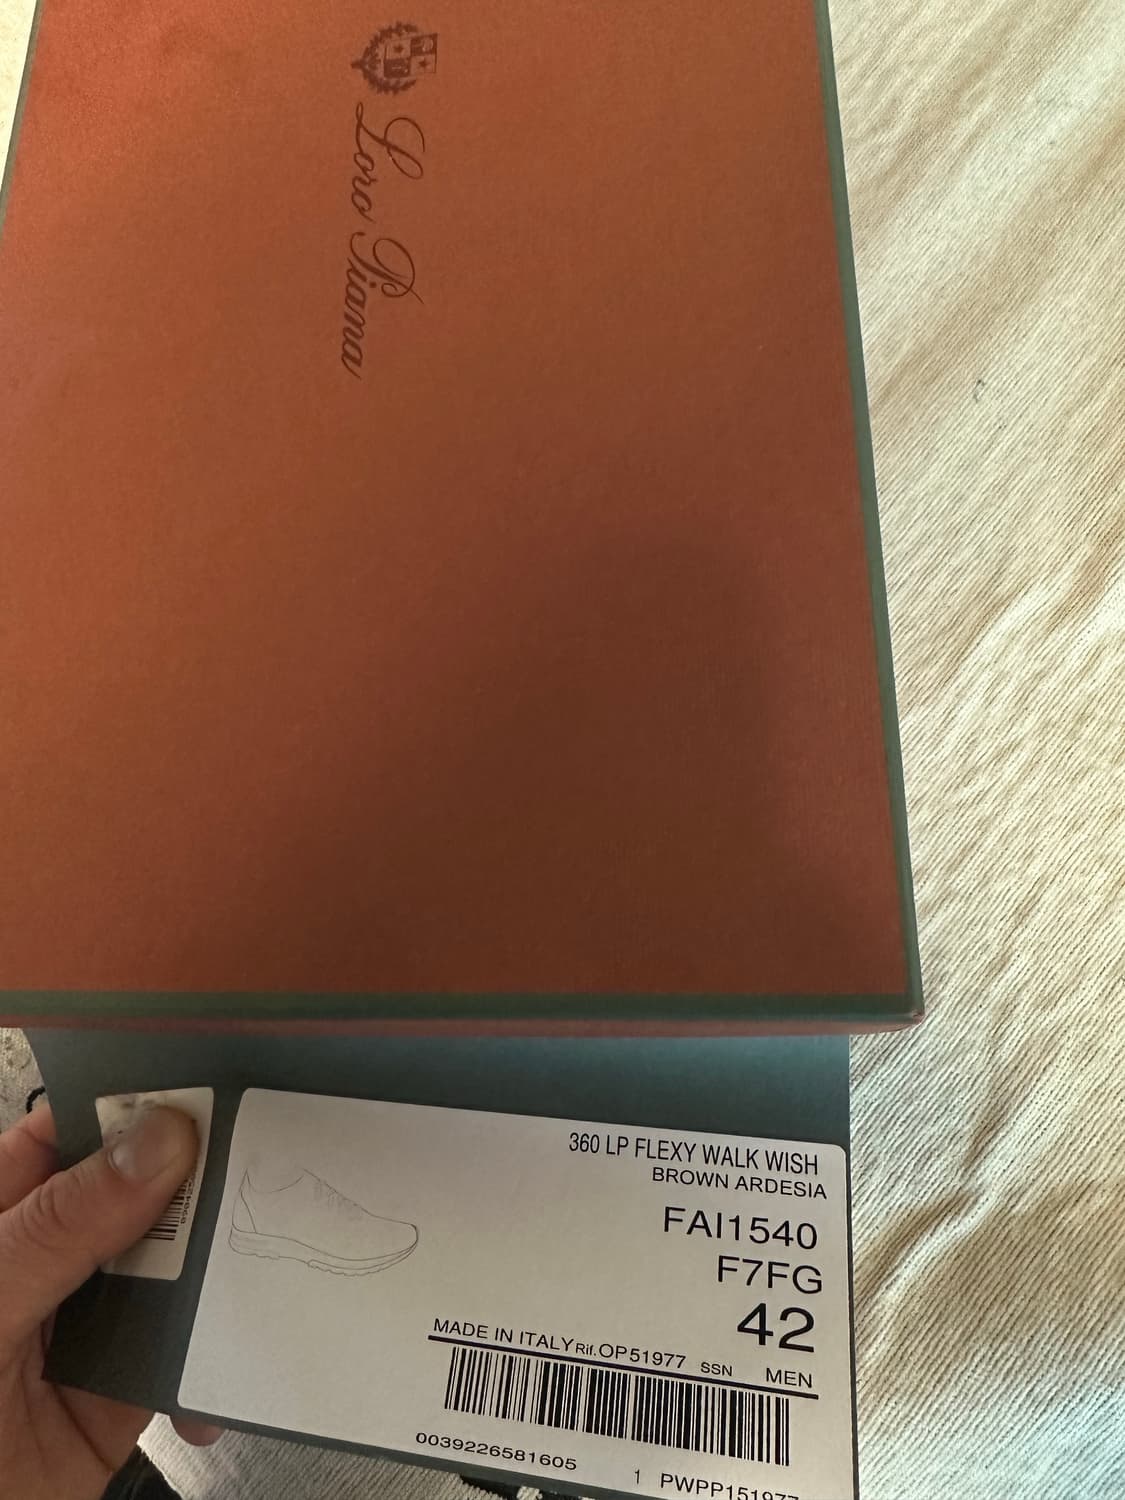 Loro Piana
360 LP FLEXY WALK WISH
BROWN ARDESIA
FAI1540
F7FG
42
MADE IN ITALY Rif. OP51977 SSN MEN
0039226581605 1 PWPP151977